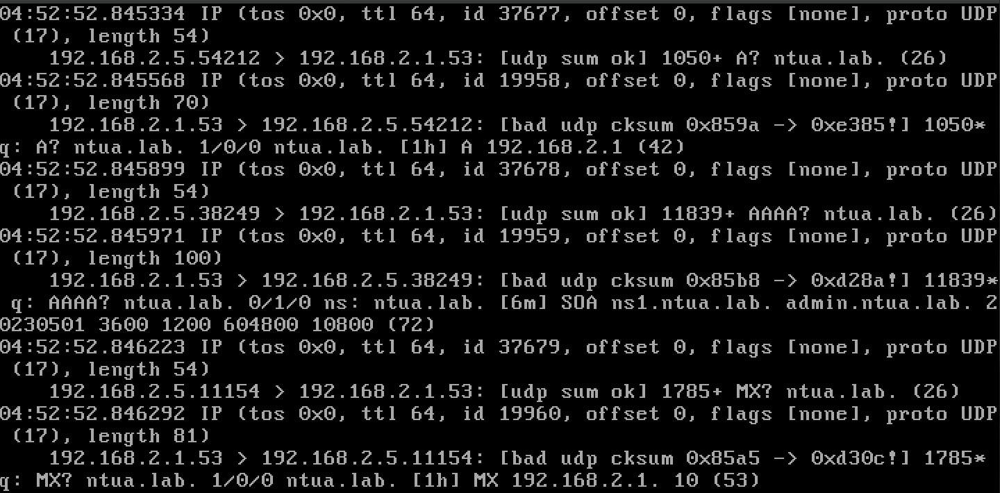 04:52:52.845334 IP (tos 0x0, ttl 64, id 37677, offset 0, flags [none], proto UDP
 (17), length 54)
    192.168.2.5.54212 > 192.168.2.1.53: [udp sum ok] 1050+ A? ntua.lab. (26)
04:52:52.845568 IP (tos 0x0, ttl 64, id 19958, offset 0, flags [none], proto UDP
 (17), length 70)
    192.168.2.1.53 > 192.168.2.5.54212: [bad udp cksum 0x859a -> 0xe385!] 1050*
q: A? ntua.lab. 1/0/0 ntua.lab. [1h] A 192.168.2.1 (42)
04:52:52.845899 IP (tos 0x0, ttl 64, id 37678, offset 0, flags [none], proto UDP
 (17), length 54)
    192.168.2.5.38249 > 192.168.2.1.53: [udp sum ok] 11839+ AAAA? ntua.lab. (26)
04:52:52.845971 IP (tos 0x0, ttl 64, id 19959, offset 0, flags [none], proto UDP
 (17), length 100)
    192.168.2.1.53 > 192.168.2.5.38249: [bad udp cksum 0x85b8 -> 0xd28a!] 11839*
 q: AAAA? ntua.lab. 0/1/0 ns: ntua.lab. [6m] SOA ns1.ntua.lab. admin.ntua.lab. 2
0230501 3600 1200 604800 10800 (72)
04:52:52.846223 IP (tos 0x0, ttl 64, id 37679, offset 0, flags [none], proto UDP
 (17), length 54)
    192.168.2.5.11154 > 192.168.2.1.53: [udp sum ok] 1785+ MX? ntua.lab. (26)
04:52:52.846292 IP (tos 0x0, ttl 64, id 19960, offset 0, flags [none], proto UDP
 (17), length 81)
    192.168.2.1.53 > 192.168.2.5.11154: [bad udp cksum 0x85a5 -> 0xd30c!] 1785*
q: MX? ntua.lab. 1/0/0 ntua.lab. [1h] MX 192.168.2.1. 10 (53)